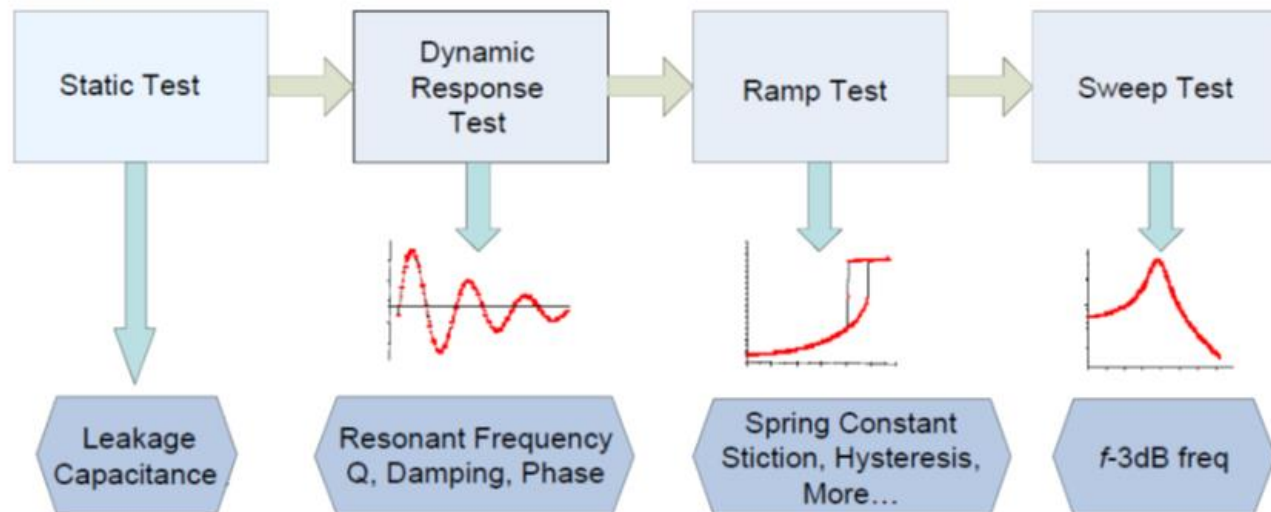 Static Test
Dynamic
Response
Test
Ramp Test
Sweep Test
Leakage
Capacitance
Resonant Frequency
Q, Damping, Phase
Spring Constant
Stiction, Hysteresis,
More…
f-3dB freq